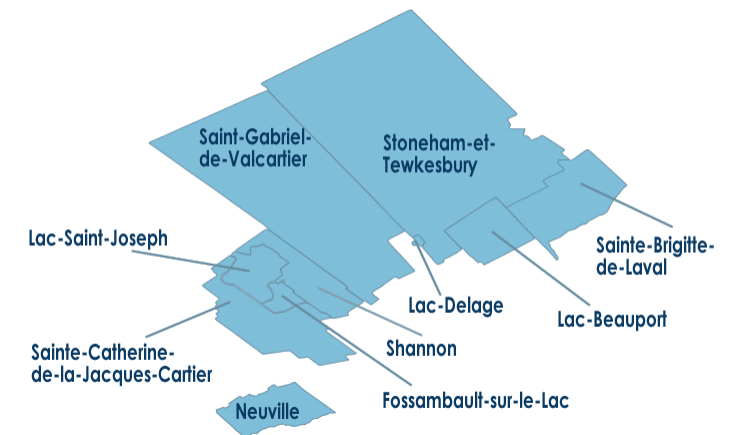 Saint-Gabriel-
de-Valcartier
Stoneham-et-
Tewkesbury
Lac-Saint-Joseph
Sainte-Brigitte-
de-Laval
Lac-Delage
Lac-Beauport
Shannon
Sainte-Catherine-
de-la-Jacques-Cartier
Fossambault-sur-le-Lac
Neuville